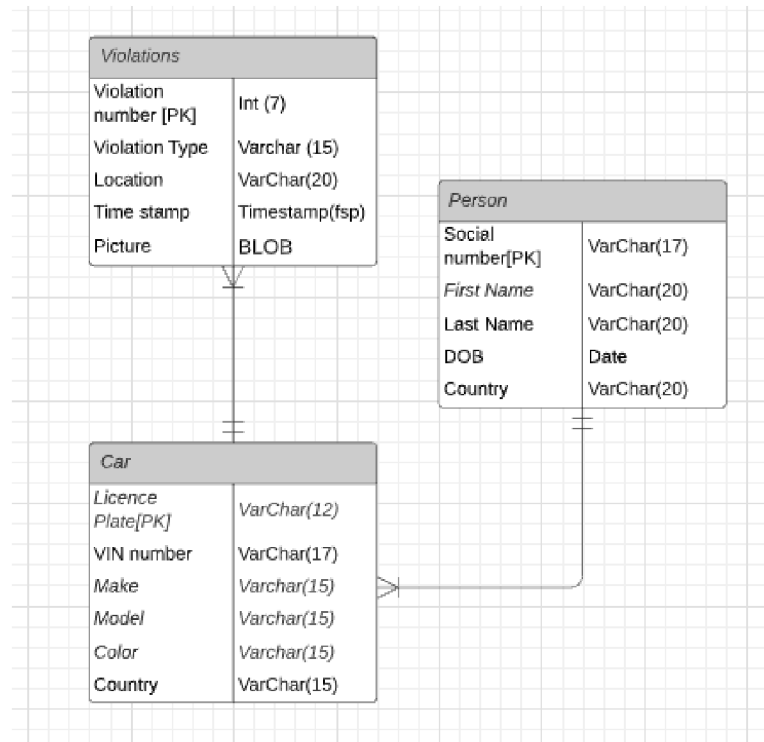 Violations
Violation
number [PK]
Int (7)
Violation Type
Varchar (15)
Location
VarChar(20)
Time stamp
Timestamp(fsp)
Picture
BLOB
Person
Social
number[PK]
VarChar(17)
First Name
VarChar(20)
Last Name
VarChar(20)
DOB
Date
Country
VarChar(20)
Car
Licence
Plate[PK]
VarChar(12)
VIN number
VarChar(17)
Make
Varchar(15)
Model
Varchar(15)
Color
Varchar(15)
Country
VarChar(15)